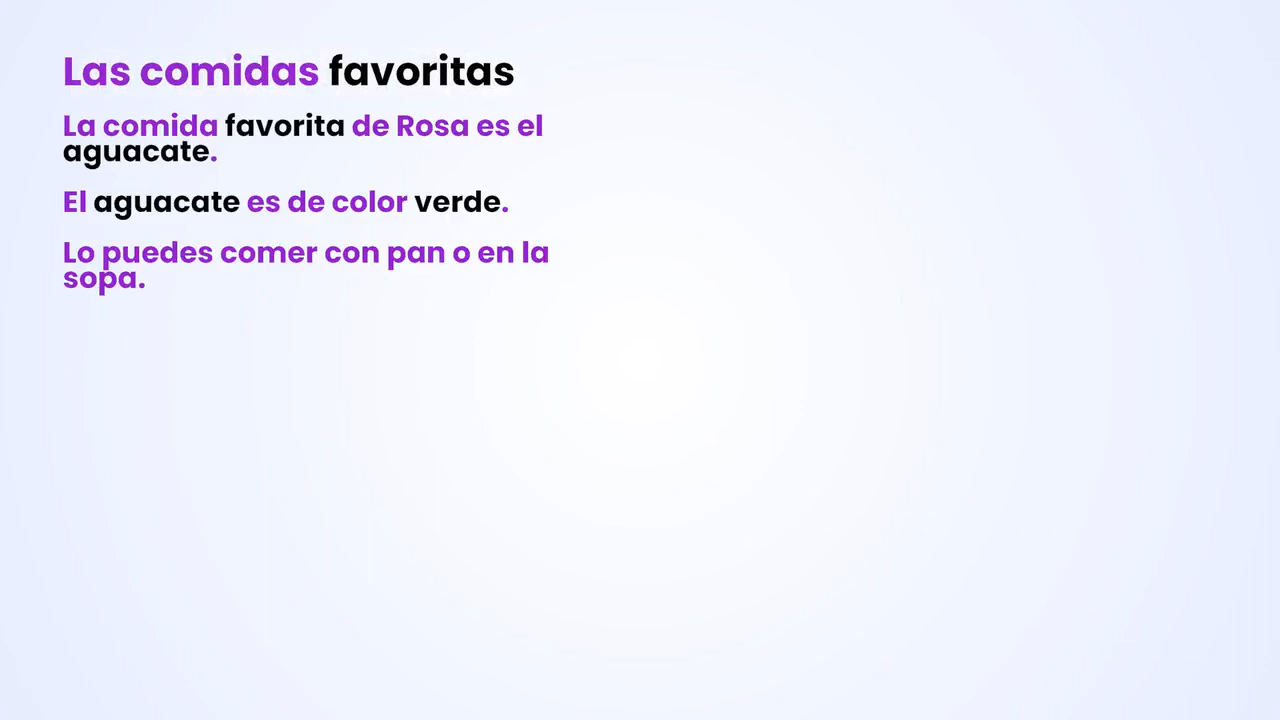 Las comidas favoritas
La comida favorita de Rosa es el
aguacate.
El aguacate es de color verde.
Lo puedes comer con pan o en la
sopa.